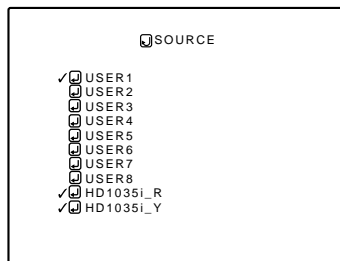 SOURCE
✓ USER1
USER2
USER3
USER4
USER5
USER6
USER7
USER8
✓ HD1035i_R
✓ HD1035i_Y